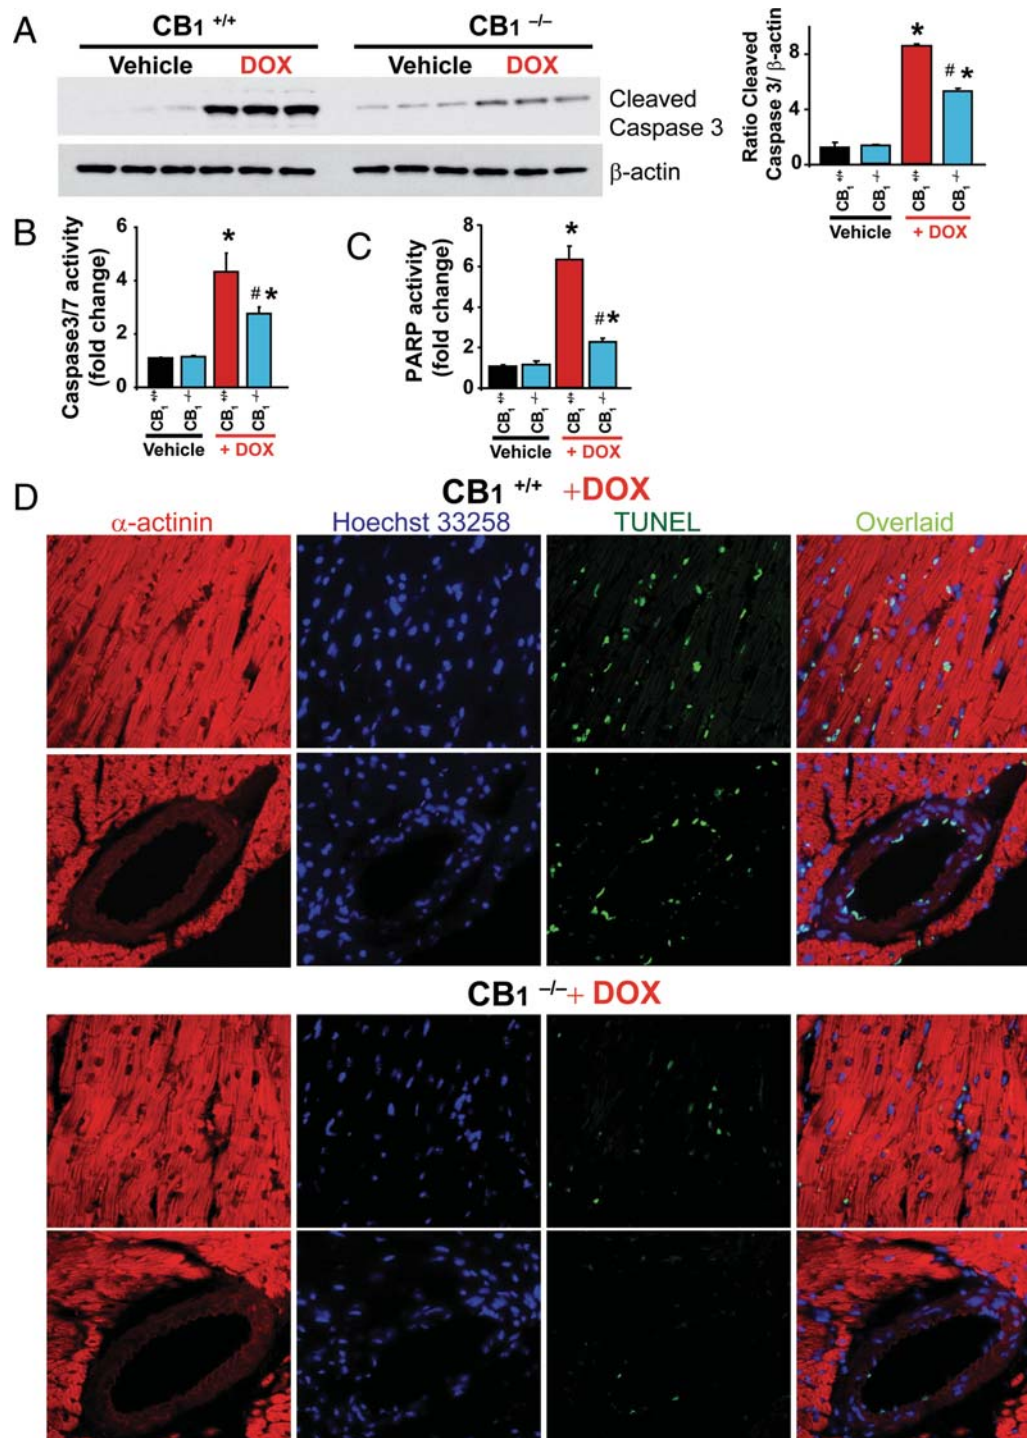 A
CB1 +/+
CB1 –/–
Vehicle DOX
Vehicle DOX
Cleaved
Caspase 3
β-actin
Ratio Cleaved
Caspase 3/ β-actin
8
4
0
*
# *
CB1 +/+
CB1 -/-
CB1 +/+
CB1 -/-
Vehicle
+ DOX
B
Caspase3/7 activity
(fold change)
6
4
2
0
*
# *
CB1 +/+
CB1 -/-
CB1 +/+
CB1 -/-
Vehicle
+ DOX
C
PARP activity
(fold change)
8
6
4
2
0
*
# *
CB1 +/+
CB1 -/-
CB1 +/+
CB1 -/-
Vehicle
+ DOX
D
CB1 +/+ +DOX
α-actinin
Hoechst 33258
TUNEL
Overlaid
CB1 –/– + DOX